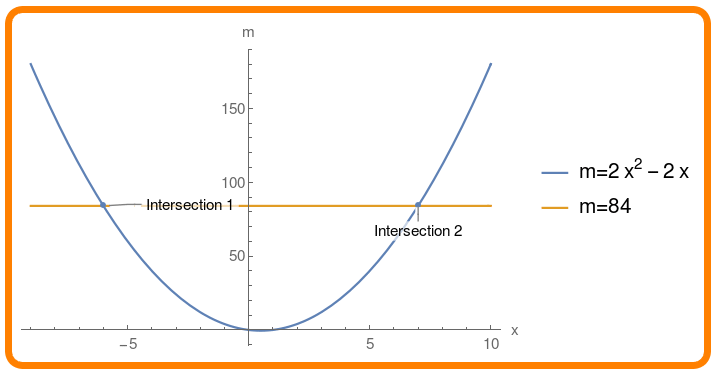 m
150
100
50
Intersection 1
Intersection 2
−5
5
10
x
m=2 x² − 2 x
m=84